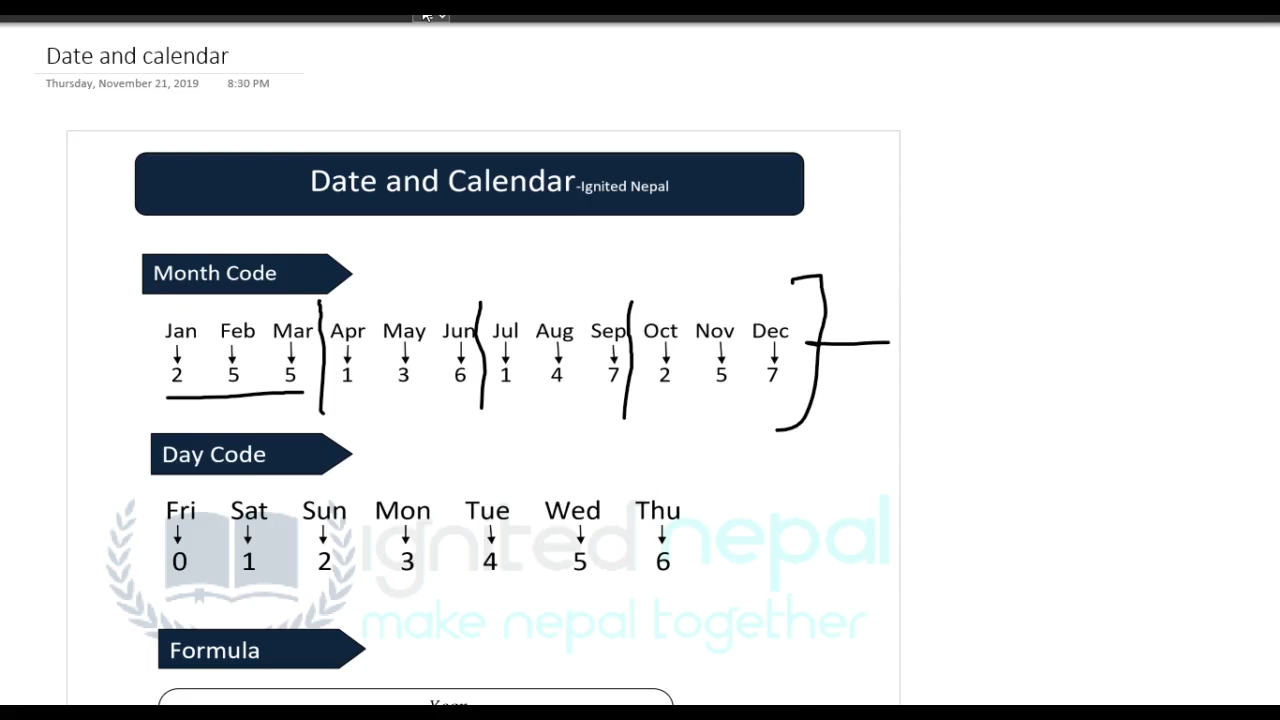 Date and calendar
Thursday, November 21, 2019 8:30 PM
Date and Calendar-Ignited Nepal
Month Code
Jan Feb Mar Apr May Jun Jul Aug Sep Oct Nov Dec
2 5 5 1 3 6 1 4 7 2 5 7
Day Code
Fri Sat Sun Mon Tue Wed Thu
0 1 2 3 4 5 6
ignited nepal
make nepal together
Formula